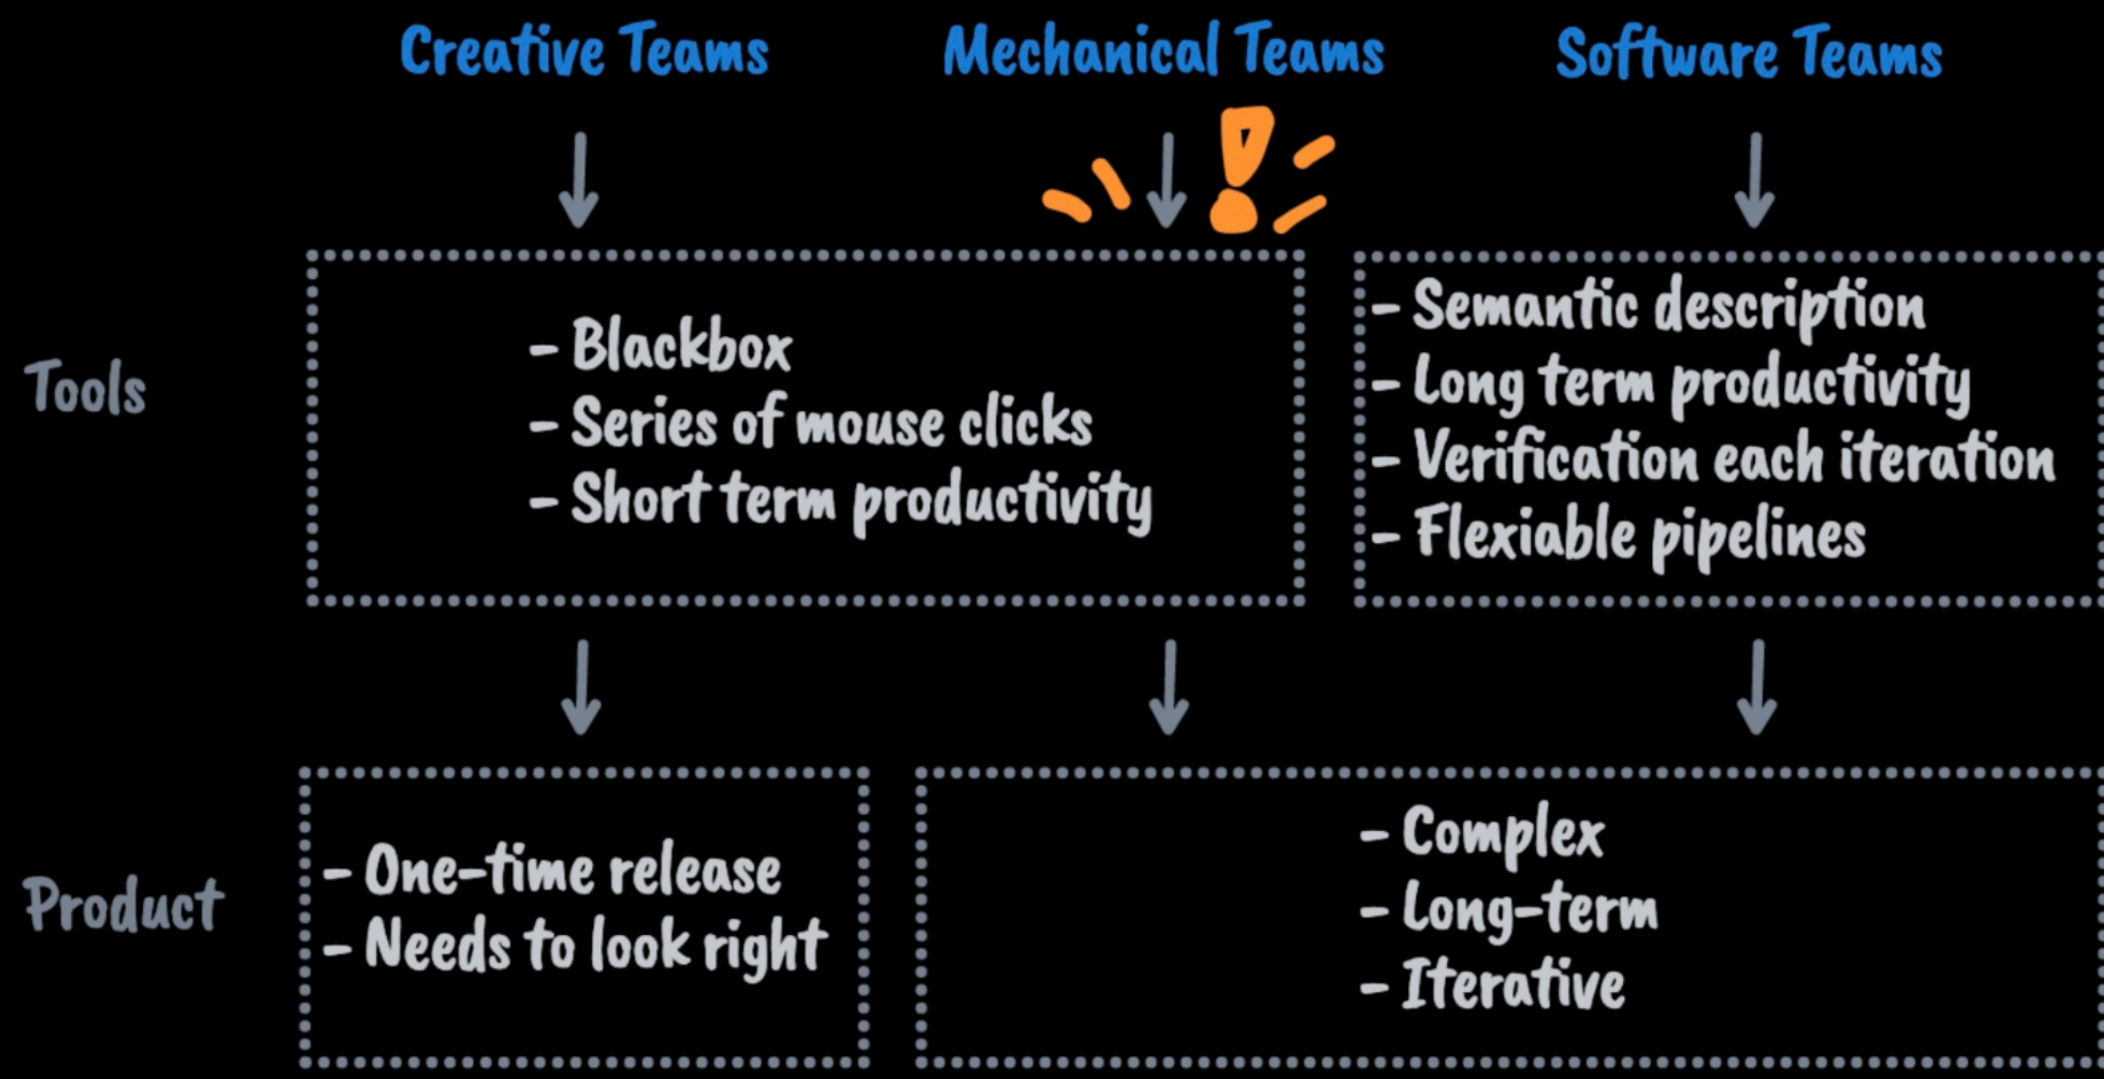 Creative Teams
Mechanical Teams
Software Teams
Tools
- Blackbox
- Series of mouse clicks
- Short term productivity
- Semantic description
- Long term productivity
- Verification each iteration
- Flexiable pipelines
Product
- One-time release
- Needs to look right
- Complex
- Long-term
- Iterative